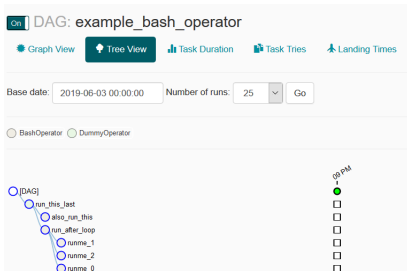 On DAG: example_bash_operator
Graph View Tree View Task Duration Task Tries Landing Times
Base date: 2019-06-03 00:00:00 Number of runs: 25 Go
BashOperator DummyOperator
09 PM
[DAG]
run_this_last
also_run_this
run_after_loop
runme_1
runme_2
runme_0